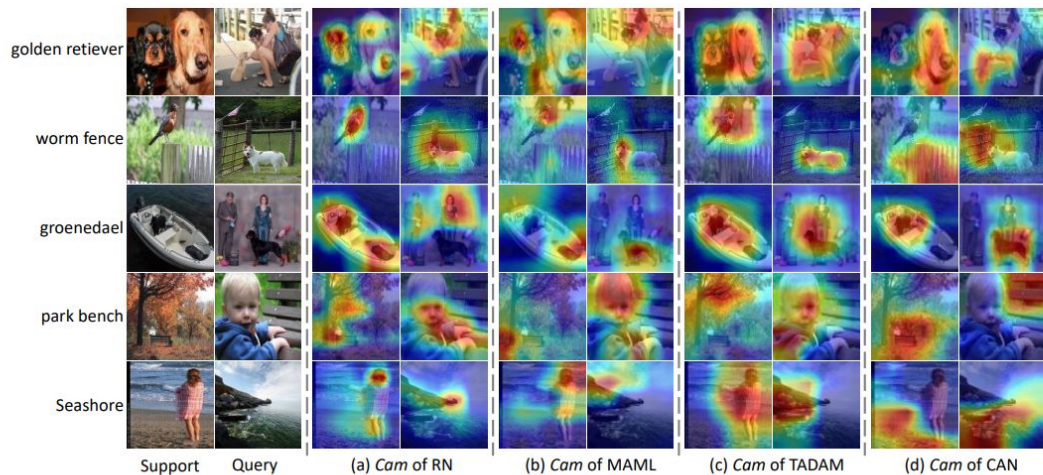 golden retiever
worm fence
groenedael
park bench
Seashore
Support Query (a) Cam of RN (b) Cam of MAML (c) Cam of TADAM (d) Cam of CAN